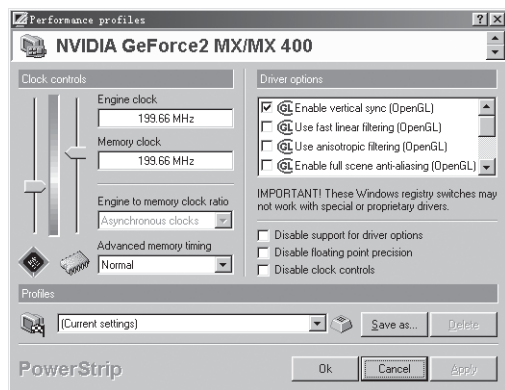 Performance profiles
NVIDIA GeForce2 MX/MX 400
Clock controls
Engine clock
199.66 MHz
Memory clock
199.66 MHz
Engine to memory clock ratio
Asynchronous clocks
Advanced memory timing
Normal
Driver options
GL Enable vertical sync (OpenGL)
GL Use fast linear filtering (OpenGL)
GL Use anisotropic filtering (OpenGL)
GL Enable full scene anti-aliasing (OpenGL)
IMPORTANT! These Windows registry switches may
not work with special or proprietary drivers.
Disable support for driver options
Disable floating point precision
Disable clock controls
Profiles
(Current settings)
Save as...
Delete
PowerStrip
Ok
Cancel
Apply